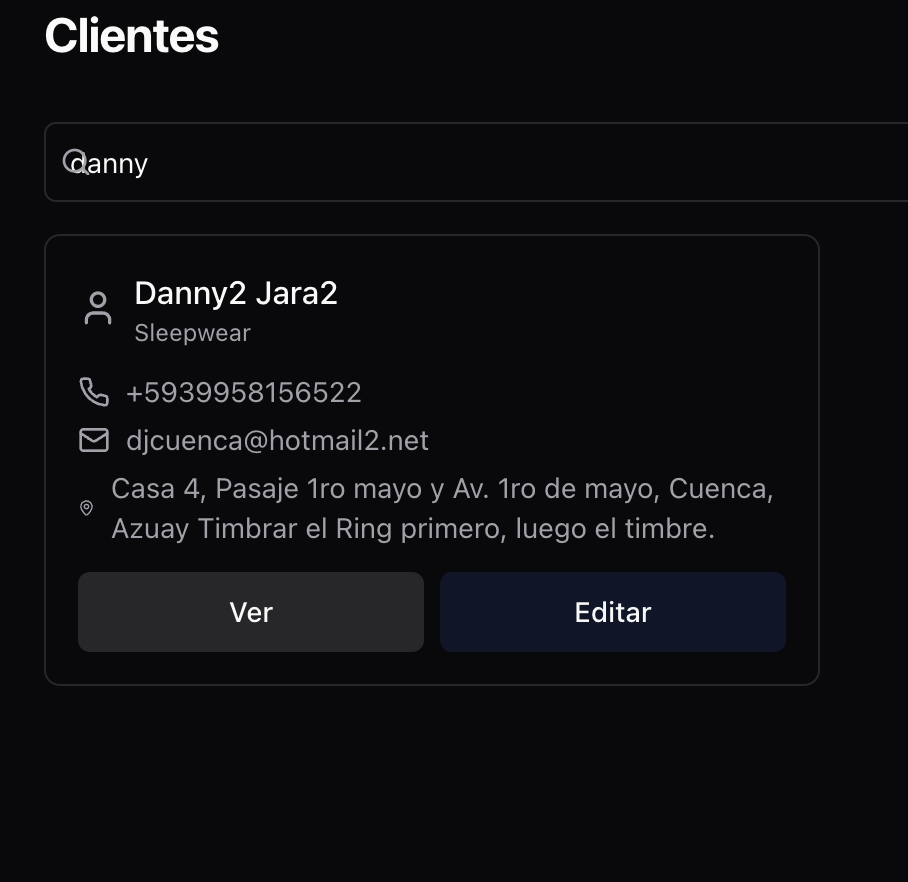 Clientes
danny
Danny2 Jara2
Sleepwear
+5939958156522
djcuenca@hotmail2.net
Casa 4, Pasaje 1ro mayo y Av. 1ro de mayo, Cuenca,
Azuay Timbrar el Ring primero, luego el timbre.
Ver
Editar